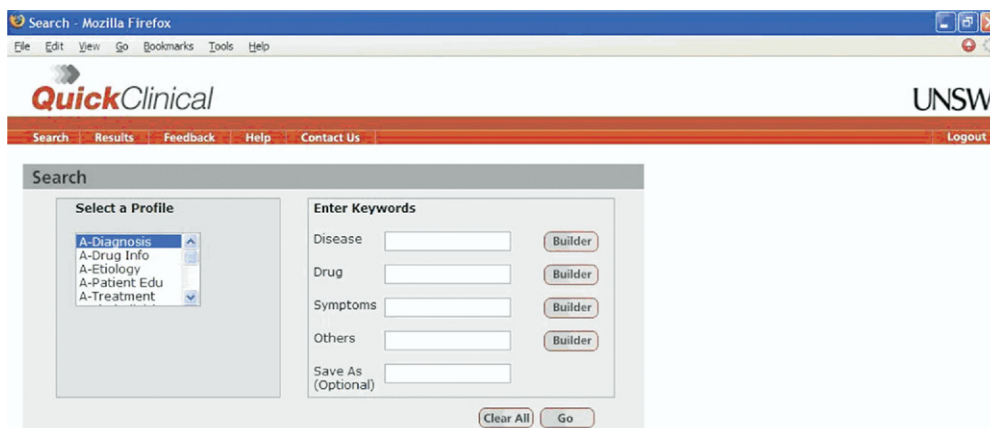 Search - Mozilla Firefox
File Edit View Go Bookmarks Tools Help
QuickClinical
UNSW
Search Results Feedback Help Contact Us Logout
Search
Select a Profile
A-Diagnosis
A-Drug Info
A-Etiology
A-Patient Edu
A-Treatment
Enter Keywords
Disease Builder
Drug Builder
Symptoms Builder
Others Builder
Save As
(Optional)
Clear All Go